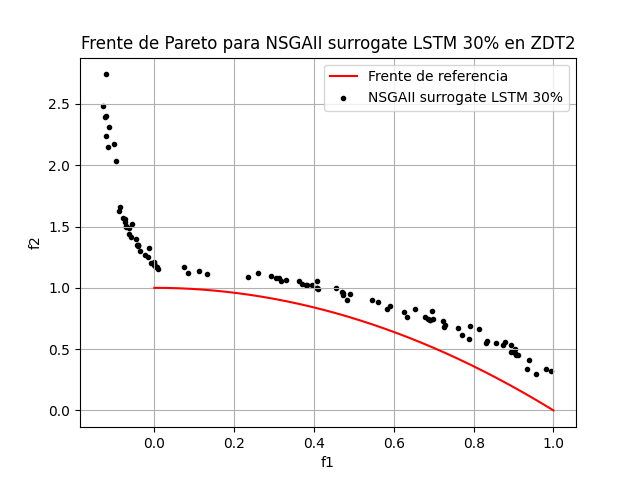 Frente de Pareto para NSGAII surrogate LSTM 30% en ZDT2
Frente de referencia
NSGAII surrogate LSTM 30%
f2
2.5
2.0
1.5
1.0
0.5
0.0
0.0 0.2 0.4 0.6 0.8 1.0
f1